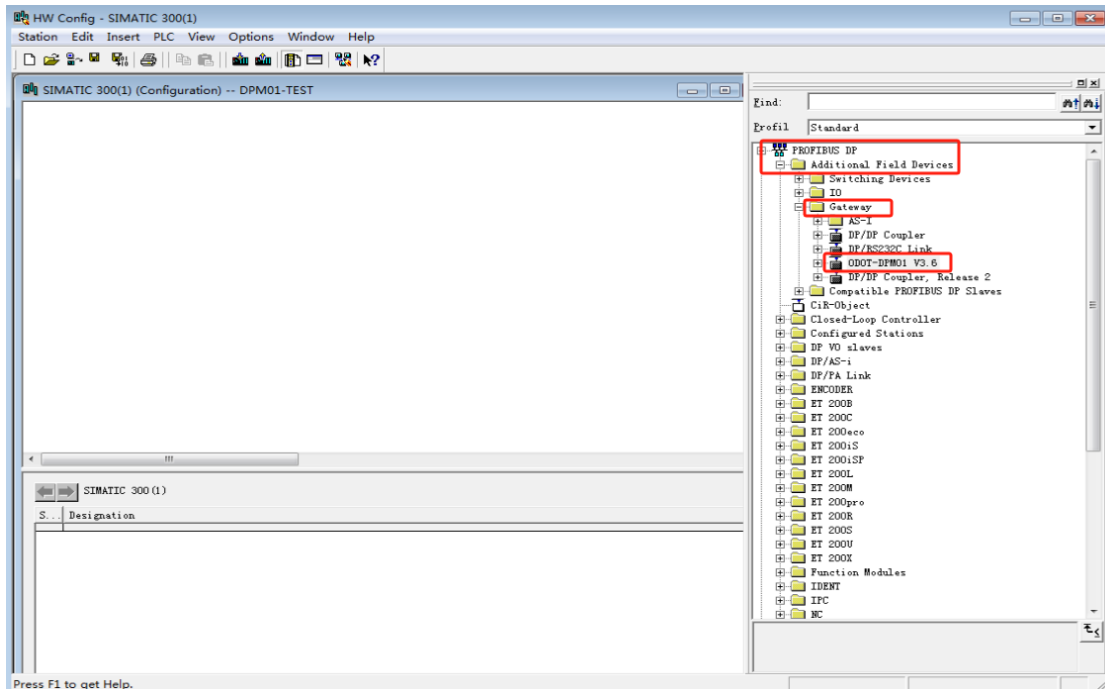 HW Config - SIMATIC 300(1)
Station Edit Insert PLC View Options Window Help
SIMATIC 300(1) (Configuration) -- DPM01-TEST
Find:
Profil Standard
PROFIBUS DP
Additional Field Devices
Switching Devices
IO
Gateway
AS-I
DP/DP Coupler
DP/RS232C Link
ODOT-DPM01 V3.6
DP/DP Coupler, Release 2
Compatible PROFIBUS DP Slaves
CiR-Object
Closed-Loop Controller
Configured Stations
DP V0 slaves
DP/AS-i
DP/PA Link
ENCODER
ET 200B
ET 200C
ET 200eco
ET 200iS
ET 200iSP
ET 200L
ET 200M
ET 200pro
ET 200R
ET 200S
ET 200U
ET 200X
Function Modules
IDENT
IPC
NC
SIMATIC 300(1)
S... Designation
Press F1 to get Help.